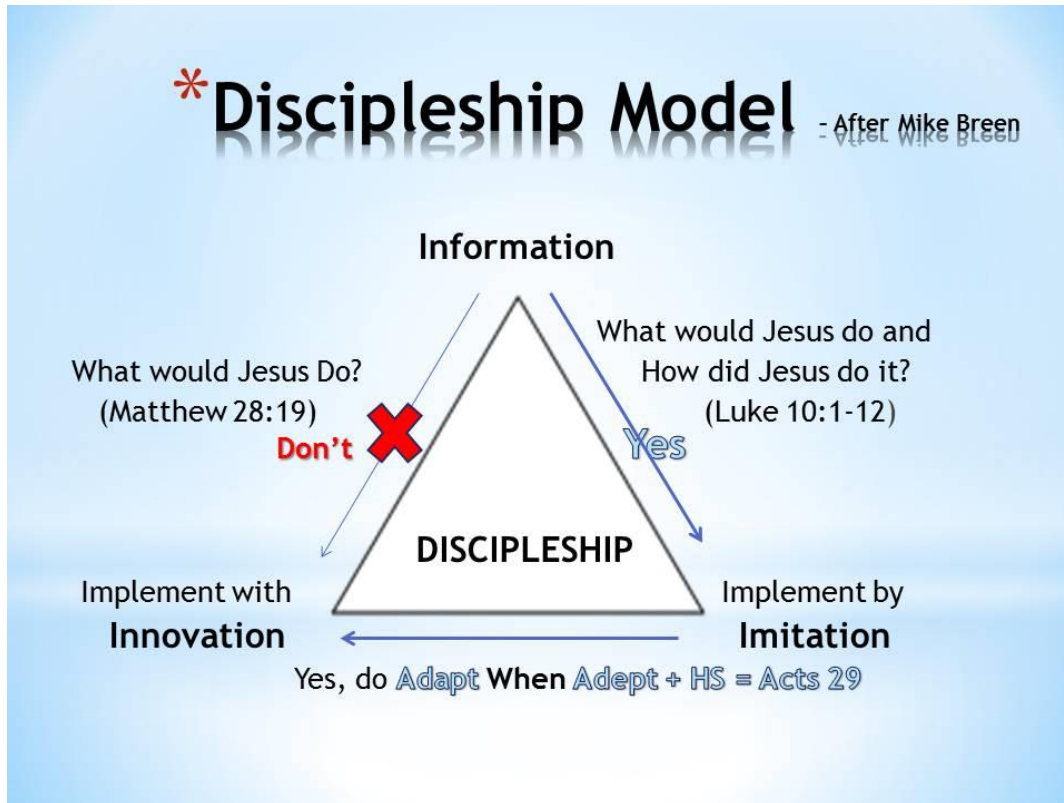 *Discipleship Model - After Mike Breen
Information
What would Jesus Do?
(Matthew 28:19)
Don't
What would Jesus do and
How did Jesus do it?
(Luke 10:1-12)
Yes
DISCIPLESHIP
Implement with
Innovation
Implement by
Imitation
Yes, do Adapt When Adept + HS = Acts 29